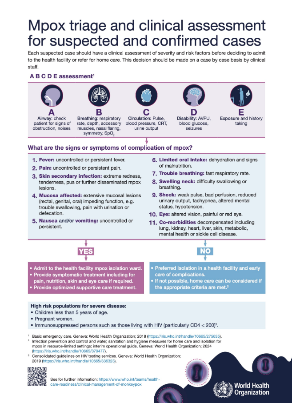 Mpox triage and clinical assessment
for suspected and confirmed cases
Each suspected case should have a clinical assessment of severity and risk factors before deciding to admit
to the health facility or refer for home care. This decision should be made on a case by case basis by clinical
staff.
A B C D E assessment¹
A
Airway: check
patient for signs of
obstruction, noises
B
Breathing: respiratory
rate, depth, accessory
muscles, nasal flaring,
symmetry, SpO₂
C
Circulation: Pulse,
blood pressure, CRT,
urine output
D
Disability: AVPU,
blood glucose,
seizures
E
Exposure and history
taking
What are the signs or symptoms of complication of mpox?
1. Fever: uncontrolled or persistent fever.
2. Pain: uncontrolled or persistent pain.
3. Skin secondary infection: extreme redness,
tenderness, pus or further disseminated mpox
lesions.
4. Mucosa affected: extensive mucosal lesions
(rectal, genital, oral) impeding function, e.g.
trouble swallowing, pain with urination or
defecation.
5. Nausea and/or vomiting: uncontrolled or
persistent.
6. Limited oral intake: dehydration and signs
of malnutrition.
7. Trouble breathing: fast respiratory rate.
8. Swelling neck: difficulty swallowing or
breathing.
9. Shock: weak pulse, bad perfusion, reduced
urinary output, tachypnea, altered mental
status, hypotension.
10. Eye: altered vision, painful or red eye.
11. Co-morbidities decompensated including
lung, kidney, heart, liver, skin, metabolic,
mental health or sickle cell disease.
YES
NO
• Admit to the health facility mpox isolation ward.
• Provide symptomatic treatment including for
pain, nutrition, skin and eye care if required.
• Provide optimized supportive care treatment.
• Preferred isolation in a health facility and early
care of complications.
• If not possible, home care can be considered if
the appropriate criteria are met.²
High risk populations for severe disease:
• Children less than 5 years of age.
• Pregnant women.
• Immunosuppressed persons such as those living with HIV (particularly CD4 < 200)³.
World Health
Organization